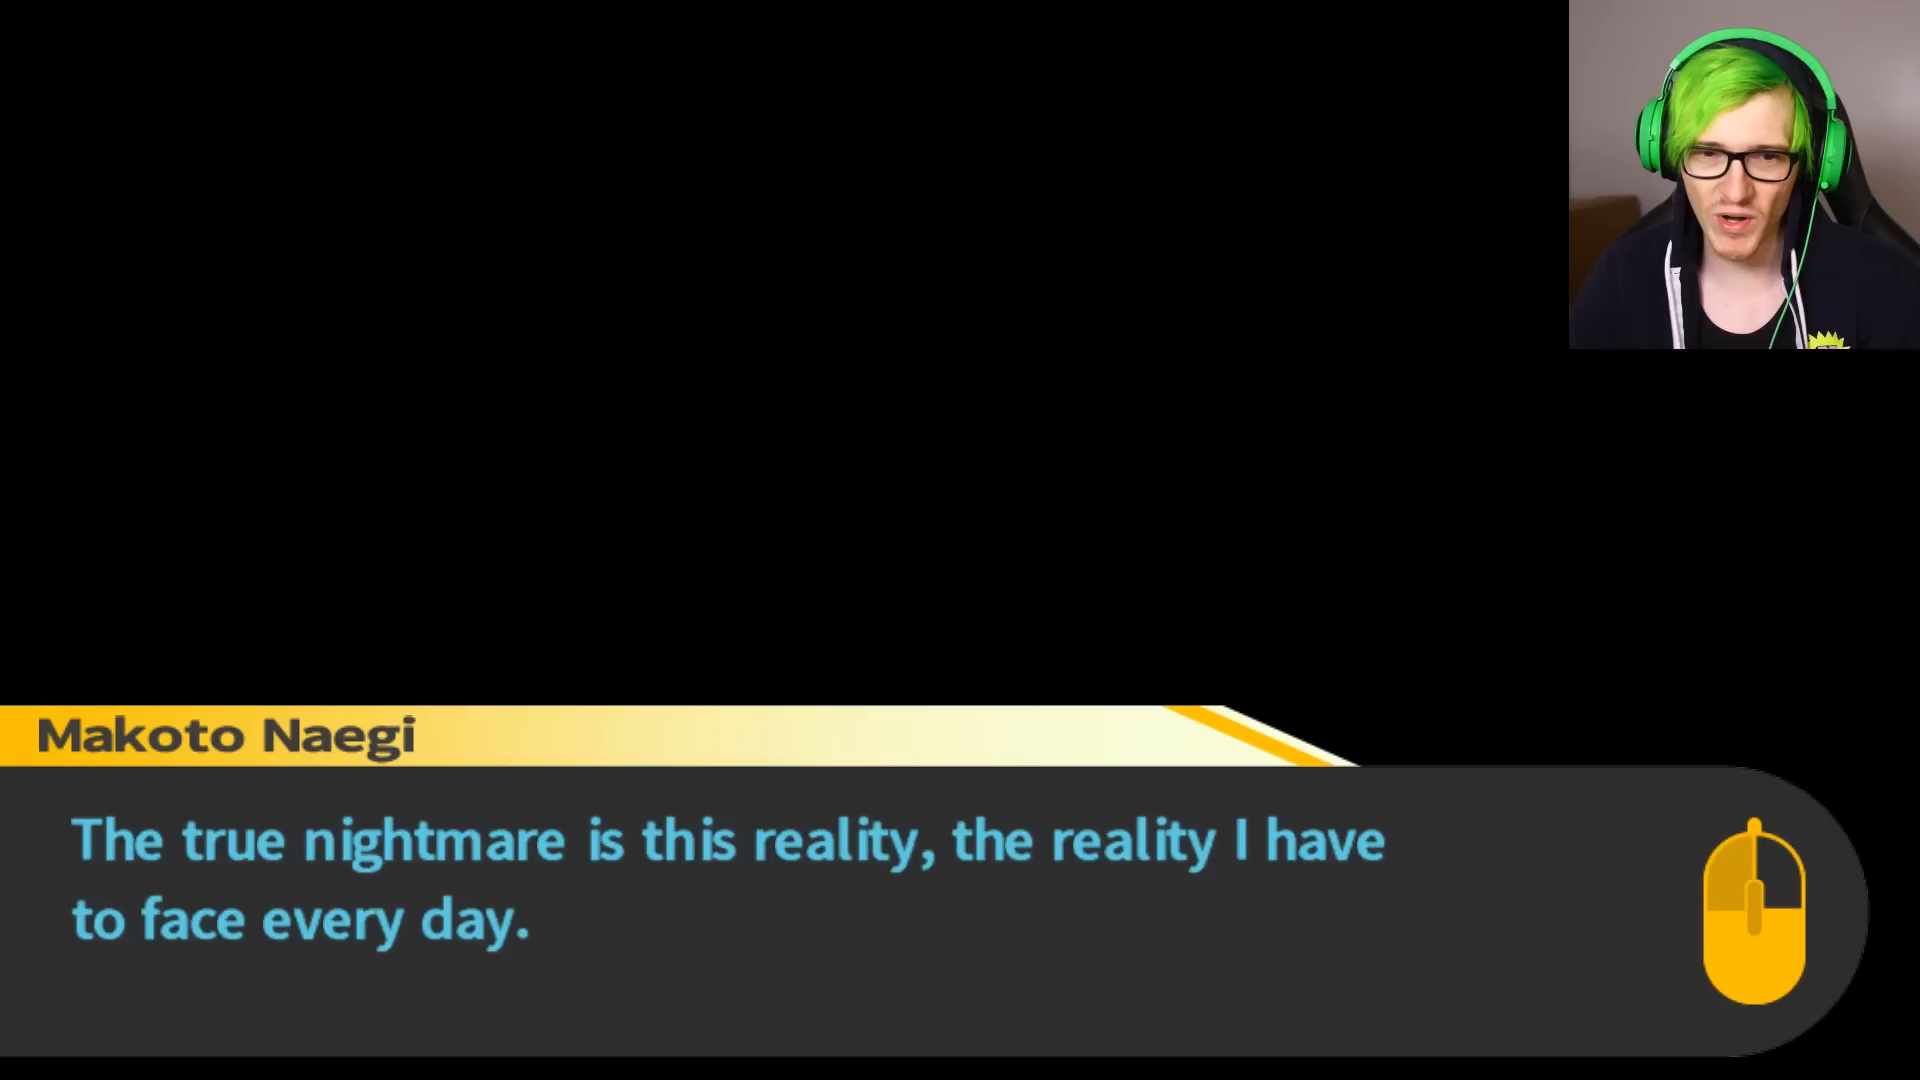 Makoto Naegi
The true nightmare is this reality, the reality I have
to face every day.